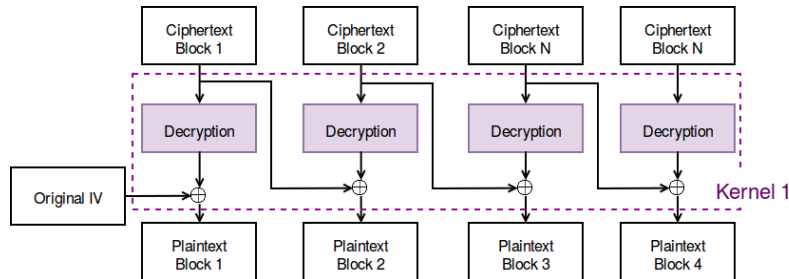 Ciphertext
Block 1
Ciphertext
Block 2
Ciphertext
Block N
Ciphertext
Block N
Decryption
Decryption
Decryption
Decryption
Original IV
Kernel 1
Plaintext
Block 1
Plaintext
Block 2
Plaintext
Block 3
Plaintext
Block 4